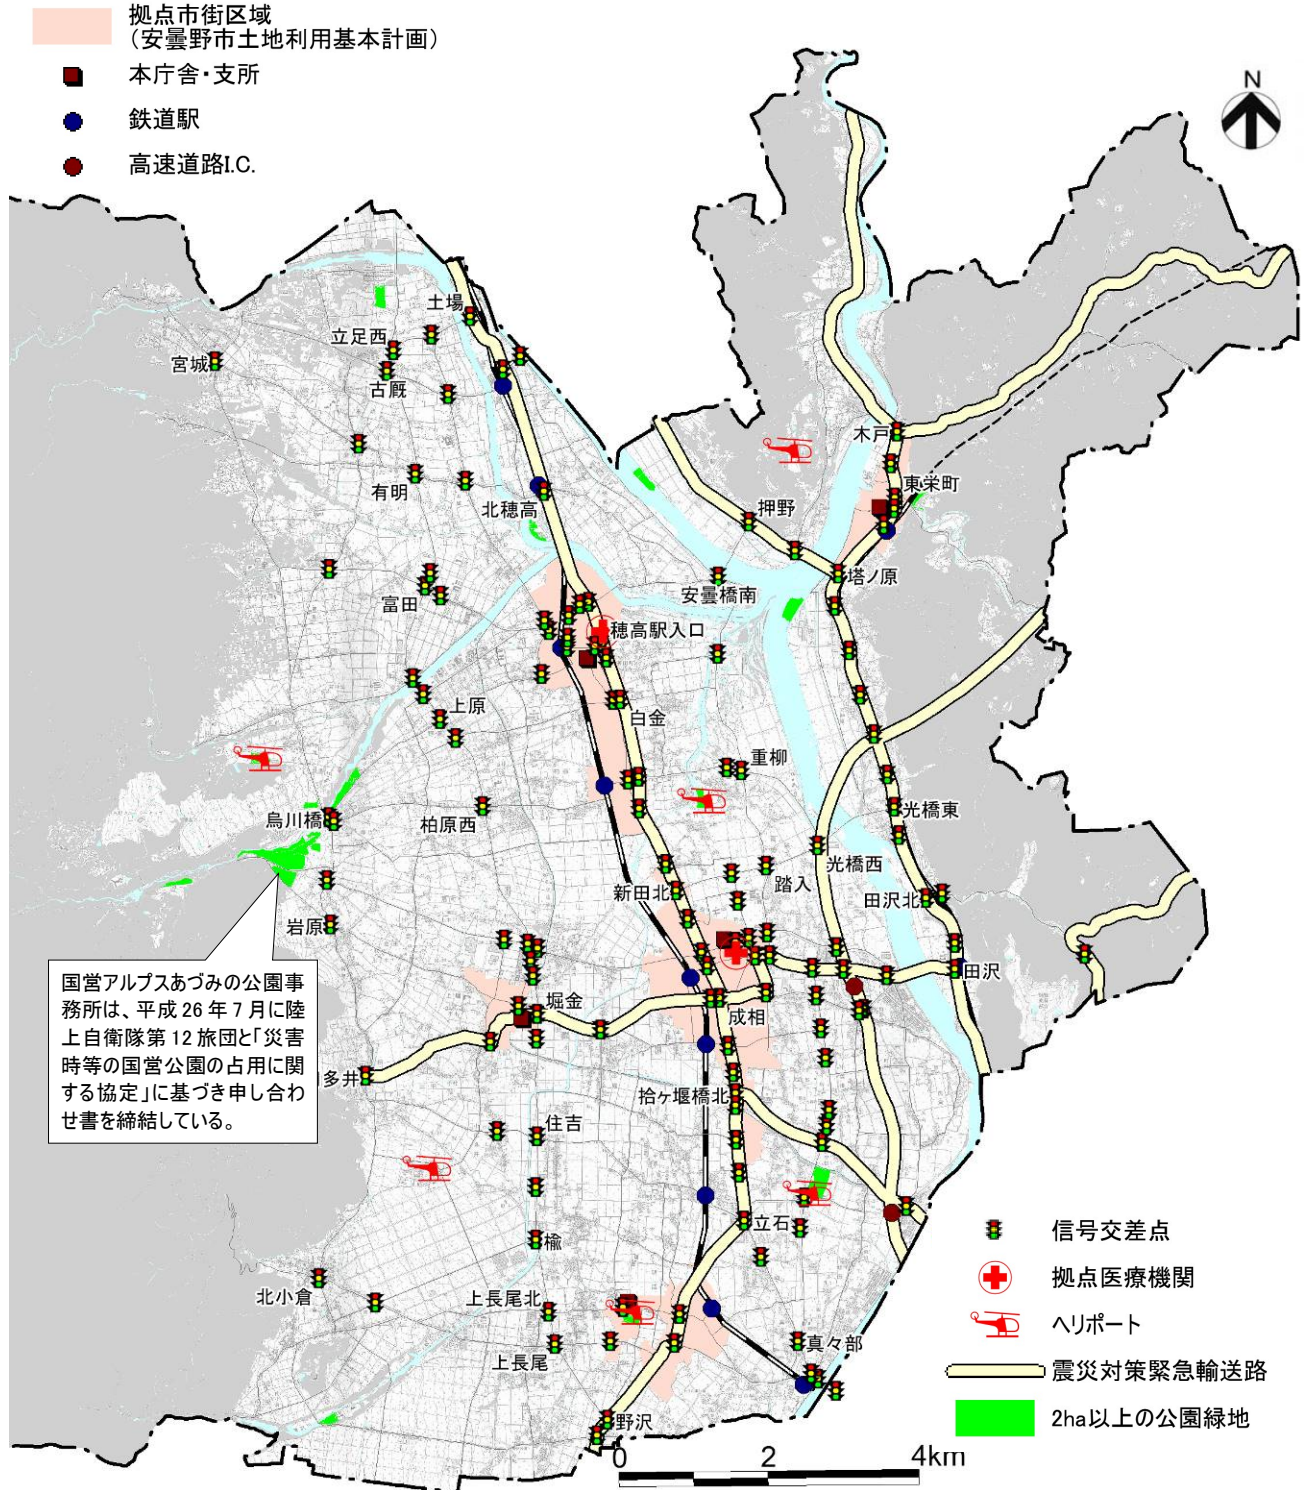 拠点市街区域
（安曇野市土地利用基本計画）
本庁舎・支所
鉄道駅
高速道路I.C.
N
土場
立足西
宮城
古厩
木戸
有明
東栄町
北穂高
押野
塔ノ原
安曇橋南
富田
穂高駅入口
上原
白金
重柳
烏川橋
柏原西
光橋東
光橋西
踏入
新田北
田沢北
岩原
田沢
国営アルプスあづみの公園事
務所は、平成26年7月に陸
上自衛隊第12旅団と「災害
時等の国営公園の占用に関
する協定」に基づき申し合わ
せ書を締結している。
堀金
成相
多井
拾ヶ堰橋北
住吉
立石
楡
北小倉
上長尾北
上長尾
真々部
野沢
信号交差点
拠点医療機関
ヘリポート
震災対策緊急輸送路
2ha以上の公園緑地
0 2 4km